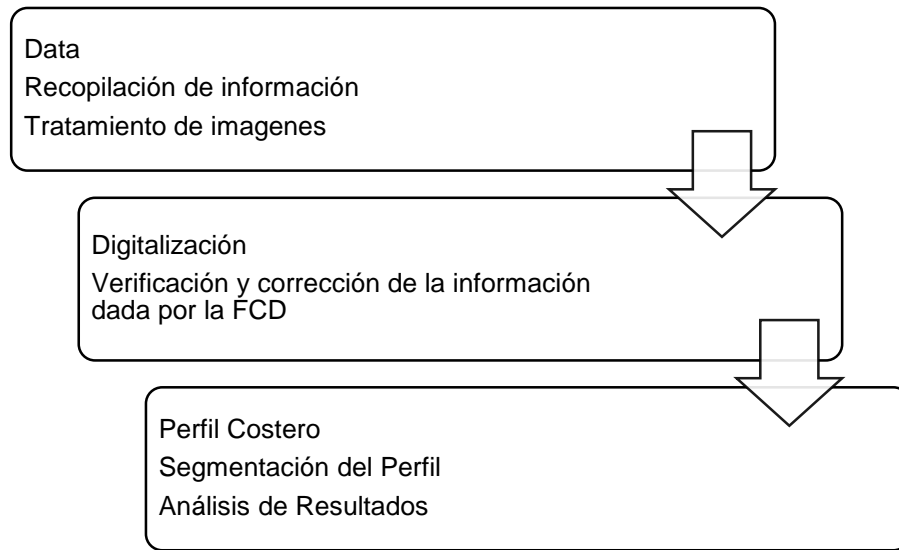 Data
Recopilación de información
Tratamiento de imagenes
Digitalización
Verificación y corrección de la información
dada por la FCD
Perfil Costero
Segmentación del Perfil
Análisis de Resultados